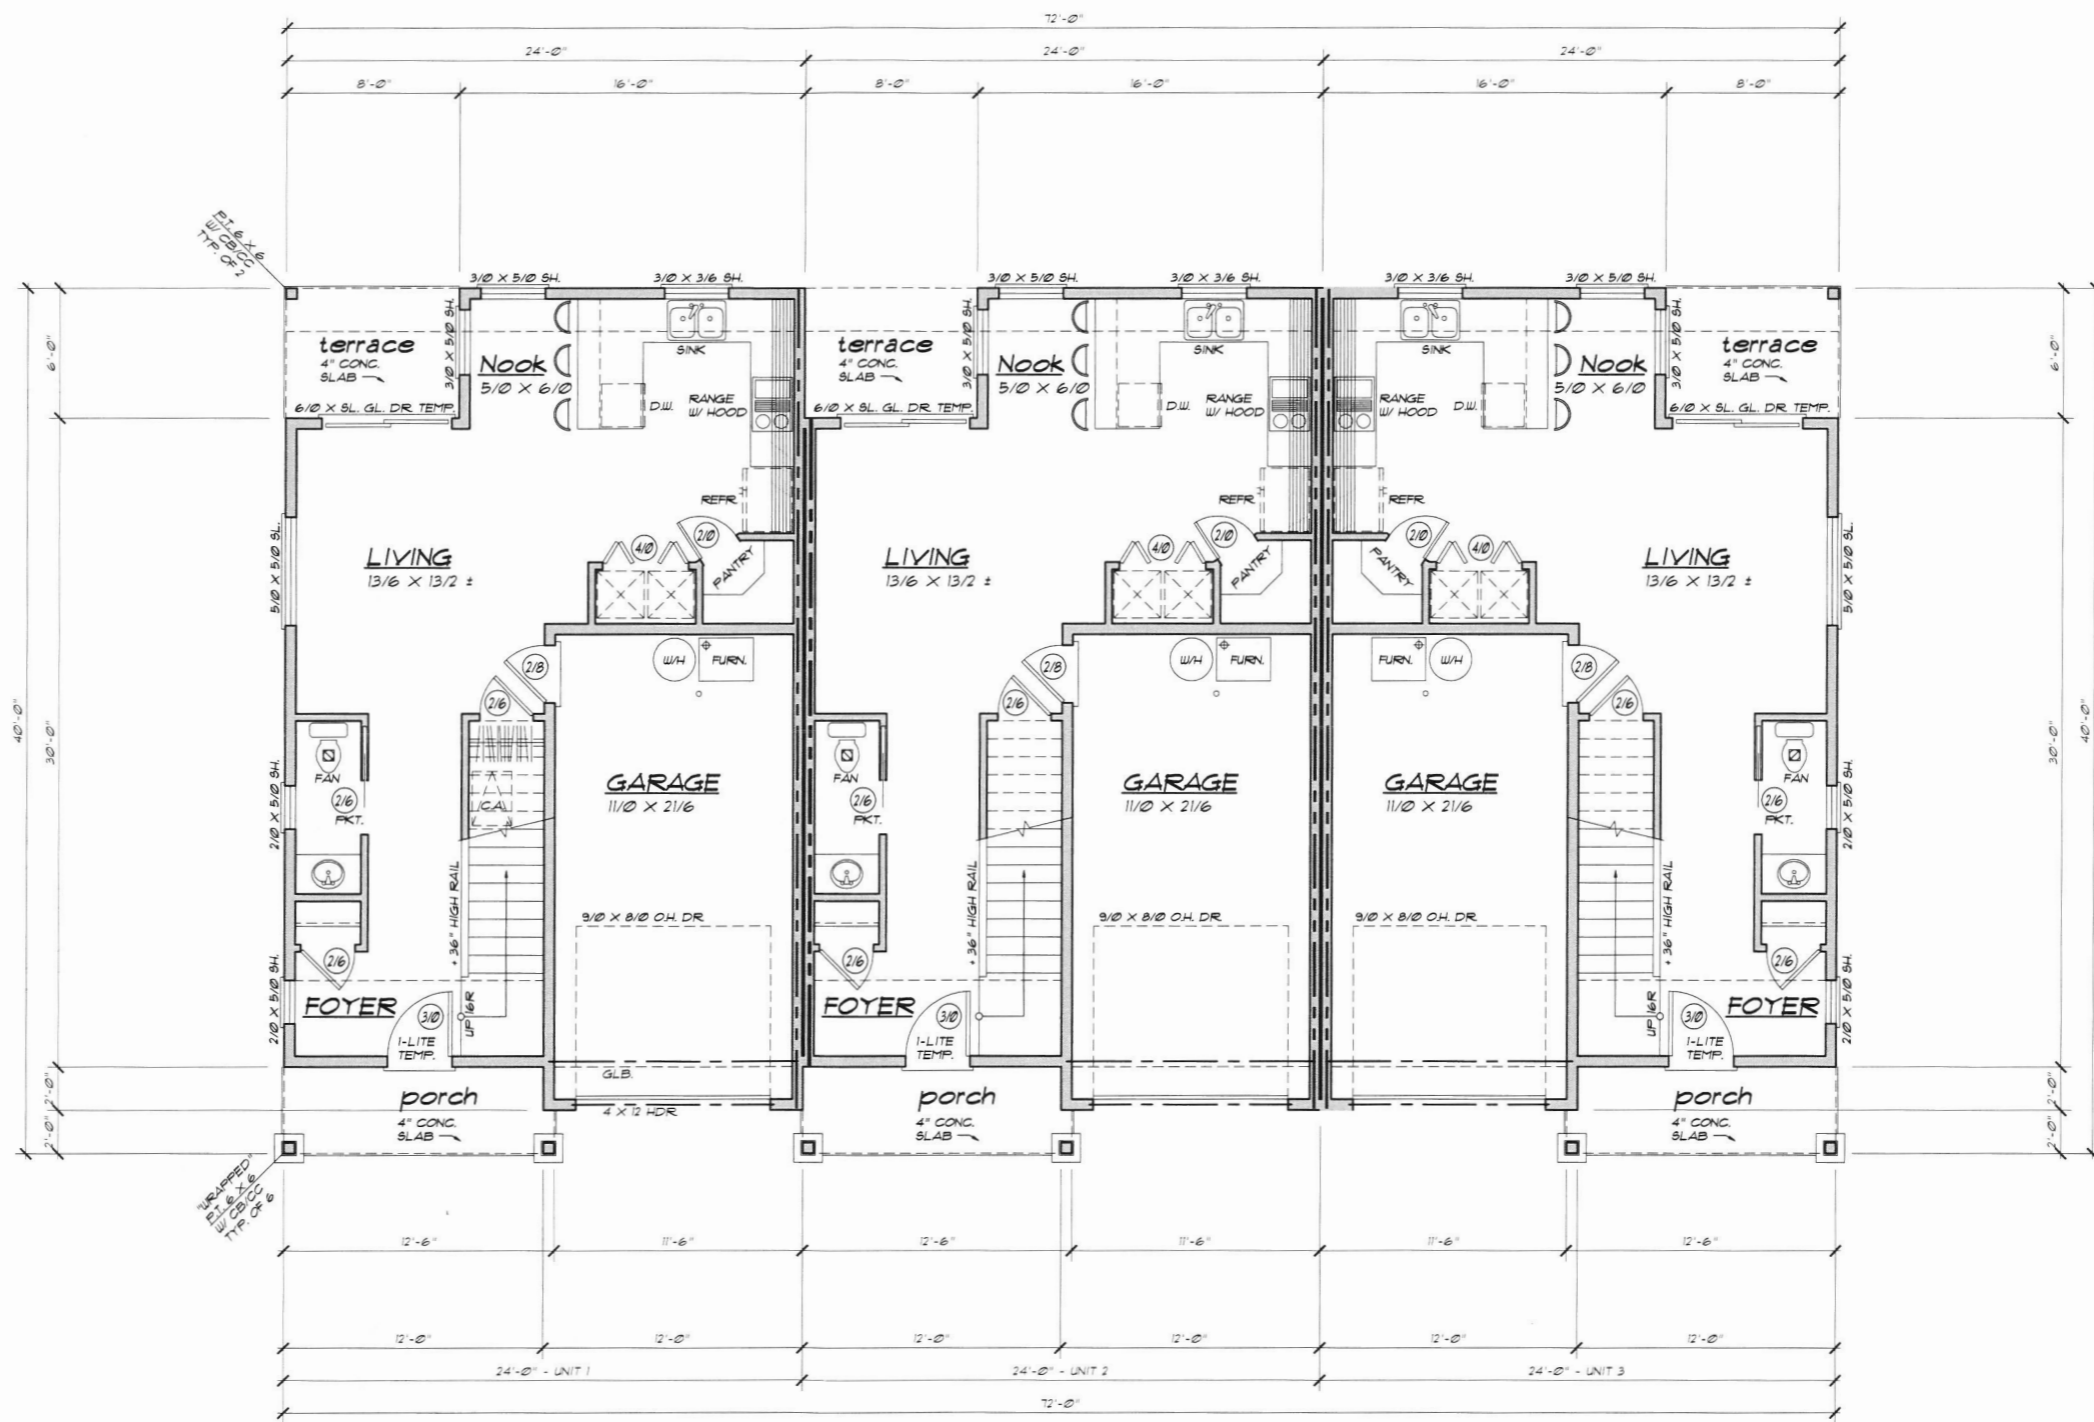 72'-0"
24'-0"
24'-0"
24'-0"
8'-0"
16'-0"
8'-0"
16'-0"
16'-0"
8'-0"
P.T. 6 X 6
W/ CB/CC
TYP. OF 2
3/0 X 5/0 SH.
3/0 X 3/6 SH.
3/0 X 5/0 SH.
3/0 X 3/6 SH.
3/0 X 3/6 SH.
3/0 X 5/0 SH.
terrace
4" CONC.
SLAB
3/0 X 5/0 SH.
Nook
5/0 X 6/0
SINK
D.W.
RANGE
W/ HOOD
6/0 X SL. GL. DR. TEMP.
terrace
4" CONC.
SLAB
3/0 X 5/0 SH.
Nook
5/0 X 6/0
SINK
D.W.
RANGE
W/ HOOD
6/0 X SL. GL. DR. TEMP.
SINK
RANGE
W/ HOOD
D.W.
Nook
5/0 X 6/0
3/0 X 5/0 SH.
terrace
4" CONC.
SLAB
6/0 X SL. GL. DR. TEMP.
6'-0"
6'-0"
REFR.
REFR.
REFR.
5/0 X 5/0 SL.
LIVING
13/6 X 13/2 ±
4/0
2/0
PANTRY
LIVING
13/6 X 13/2 ±
4/0
2/0
PANTRY
2/0
PANTRY
4/0
LIVING
13/6 X 13/2 ±
5/0 X 5/0 SL.
2/8
2/6
W/H
FURN.
2/8
2/6
W/H
FURN.
FURN.
W/H
2/8
2/6
40'-0"
30'-0"
30'-0"
40'-0"
2/0 X 5/0 SH.
FAN
2/6
PKT.
C.A.
GARAGE
11/0 X 21/6
FAN
2/6
PKT.
GARAGE
11/0 X 21/6
GARAGE
11/0 X 21/6
FAN
2/6
PKT.
2/0 X 5/0 SH.
+ 36" HIGH RAIL
9/0 X 8/0 O.H. DR.
+ 36" HIGH RAIL
9/0 X 8/0 O.H. DR.
9/0 X 8/0 O.H. DR.
+ 36" HIGH RAIL
2/0 X 5/0 SH.
2/6
FOYER
3/0
1-LITE
TEMP.
UP 16R
2/6
FOYER
3/0
1-LITE
TEMP.
UP 16R
3/0
1-LITE
TEMP.
2/6
FOYER
2/0 X 5/0 SH.
GLB.
4 X 12 HDR
2'-0"
2'-0"
2'-0"
2'-0"
porch
4" CONC.
SLAB
porch
4" CONC.
SLAB
porch
4" CONC.
SLAB
"WRAPPED"
P.T. 6 X 6
W/ CB/CC
TYP. OF 6
12'-6"
11'-6"
12'-6"
11'-6"
11'-6"
12'-6"
12'-0"
12'-0"
12'-0"
12'-0"
12'-0"
12'-0"
24'-0" - UNIT 1
24'-0" - UNIT 2
24'-0" - UNIT 3
72'-0"